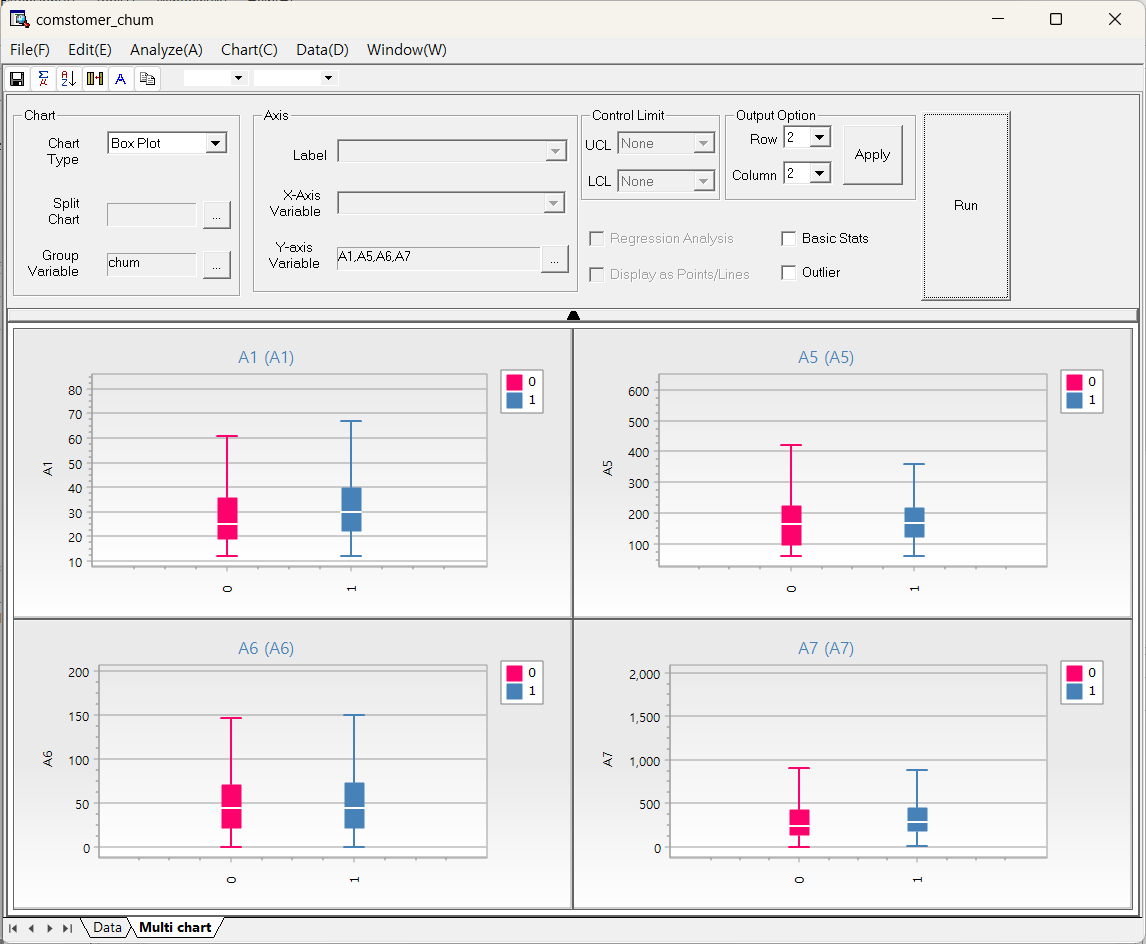 comstomer_chum
File(F) Edit(E) Analyze(A) Chart(C) Data(D) Window(W)
Chart
Chart Type
Box Plot
Split Chart
...
Group Variable
chum
...
Axis
Label
X-Axis Variable
Y-axis Variable
A1,A5,A6,A7
...
Control Limit
UCL None
LCL None
Output Option
Row 2
Column 2
Apply
Regression Analysis
Basic Stats
Display as Points/Lines
Outlier
Run
A1 (A1)
0
1
80
70
60
50
40
30
20
10
A1
0 1
A5 (A5)
0
1
600
500
400
300
200
100
A5
0 1
A6 (A6)
0
1
200
150
100
50
0
A6
0 1
A7 (A7)
0
1
2,000
1,500
1,000
500
0
A7
0 1
Data Multi chart